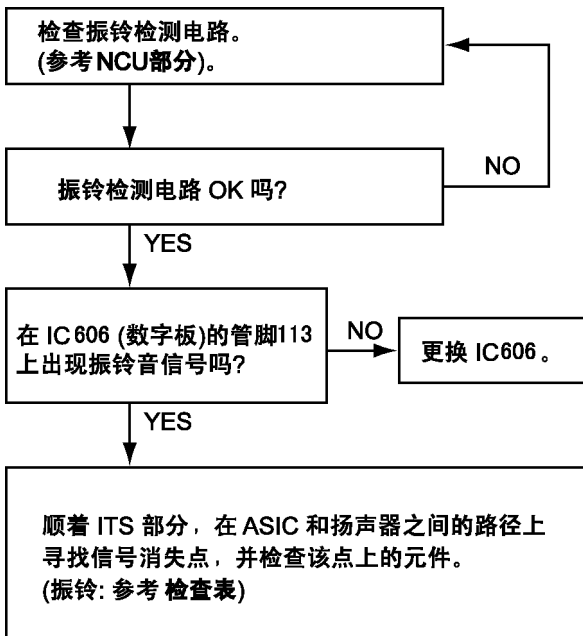 检查振铃检测电路。
(参考NCU部分)。
振铃检测电路 OK 吗?
NO
YES
在 IC606 (数字板)的管脚113
上出现振铃音信号吗?
NO
更换 IC606。
YES
顺着 ITS 部分，在 ASIC 和扬声器之间的路径上
寻找信号消失点，并检查该点上的元件。
(振铃: 参考 检查表)